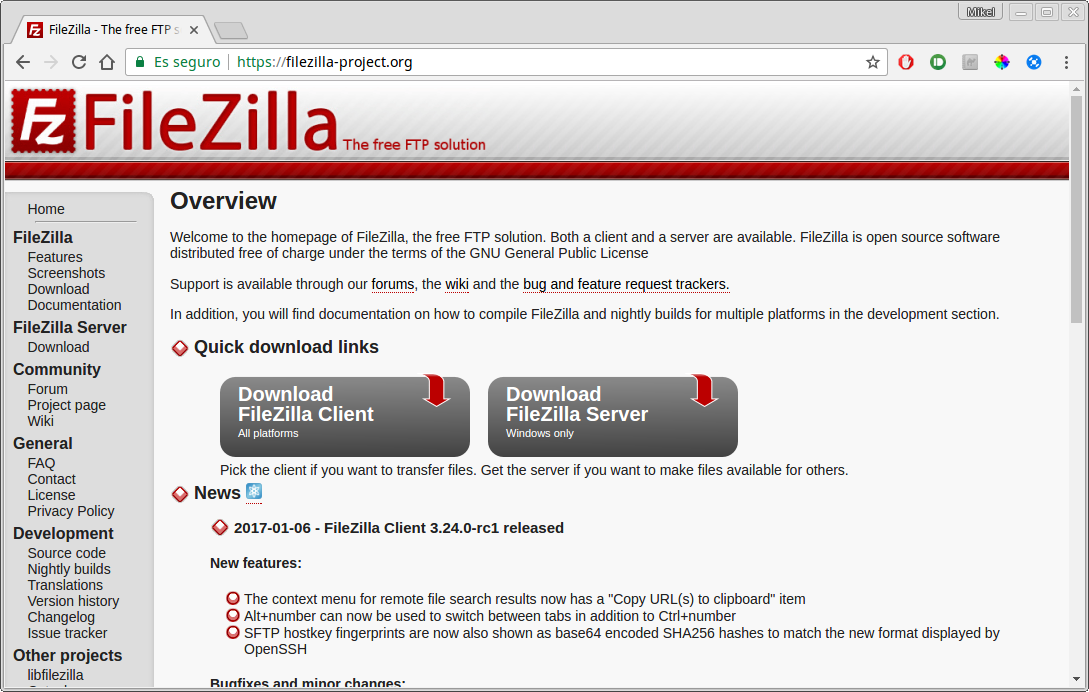 Mikel
FileZilla - The free FTP s
Es seguro
https://filezilla-project.org
Fz
FileZilla
The free FTP solution
Home
FileZilla
Features
Screenshots
Download
Documentation
FileZilla Server
Download
Community
Forum
Project page
Wiki
General
FAQ
Contact
License
Privacy Policy
Development
Source code
Nightly builds
Translations
Version history
Changelog
Issue tracker
Other projects
libfilezilla
Overview
Welcome to the homepage of FileZilla, the free FTP solution. Both a client and a server are available. FileZilla is open source software
distributed free of charge under the terms of the GNU General Public License
Support is available through our forums, the wiki and the bug and feature request trackers.
In addition, you will find documentation on how to compile FileZilla and nightly builds for multiple platforms in the development section.
Quick download links
Download
FileZilla Client
All platforms
Download
FileZilla Server
Windows only
Pick the client if you want to transfer files. Get the server if you want to make files available for others.
News
2017-01-06 - FileZilla Client 3.24.0-rc1 released
New features:
The context menu for remote file search results now has a "Copy URL(s) to clipboard" item
Alt+number can now be used to switch between tabs in addition to Ctrl+number
SFTP hostkey fingerprints are now also shown as base64 encoded SHA256 hashes to match the new format displayed by
OpenSSH
Bugfixes and minor changes: